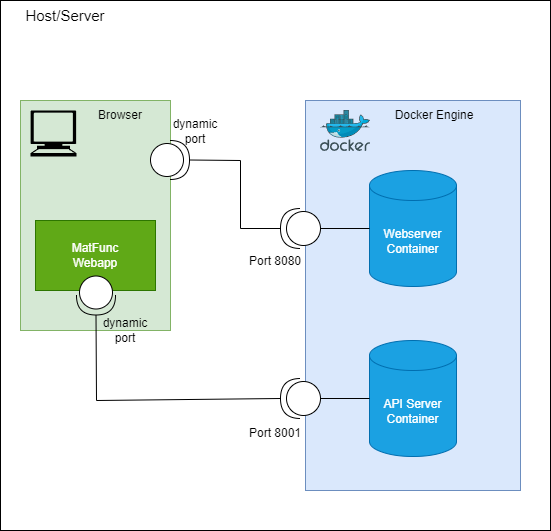 Host/Server
Browser
Docker Engine
dynamic
port
docker
Webserver
Container
MatFunc
Webapp
Port 8080
dynamic
port
API Server
Container
Port 8001